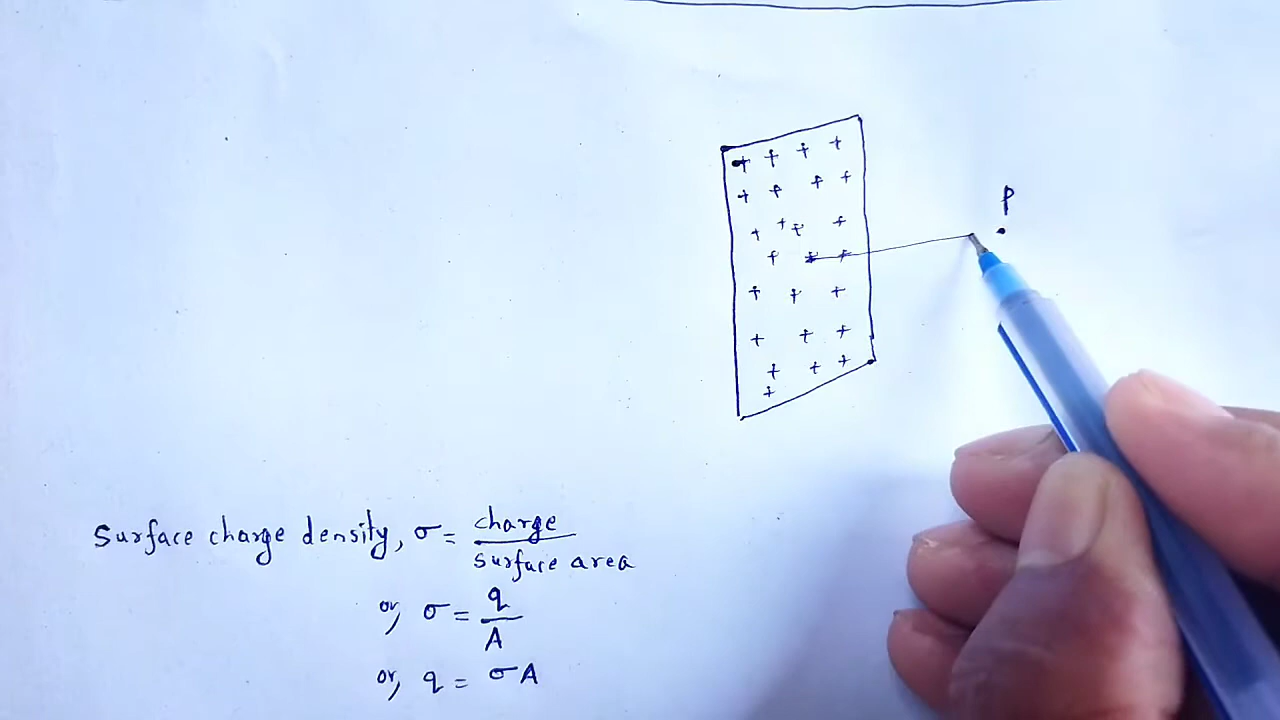 P
surface charge density, σ = charge / surface area
or, σ = q / A
or, q = σA